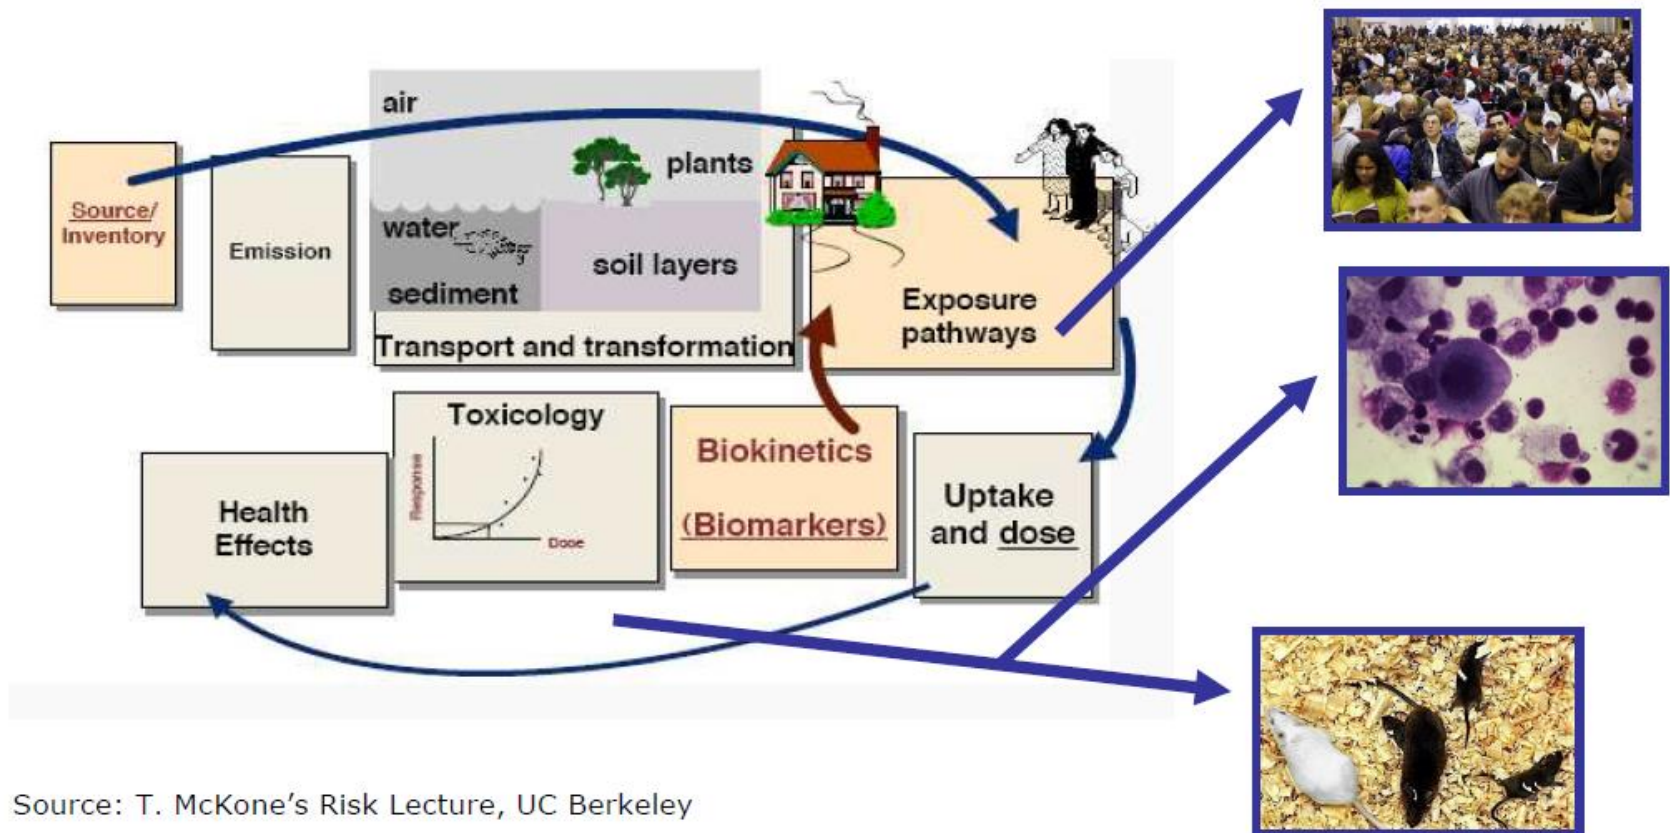 air
plants
Source/
Inventory
Emission
water
soil layers
sediment
Transport and transformation
Exposure
pathways
Toxicology
Response
Dose
Biokinetics
(Biomarkers)
Uptake
and dose
Health
Effects
Source: T. McKone’s Risk Lecture, UC Berkeley